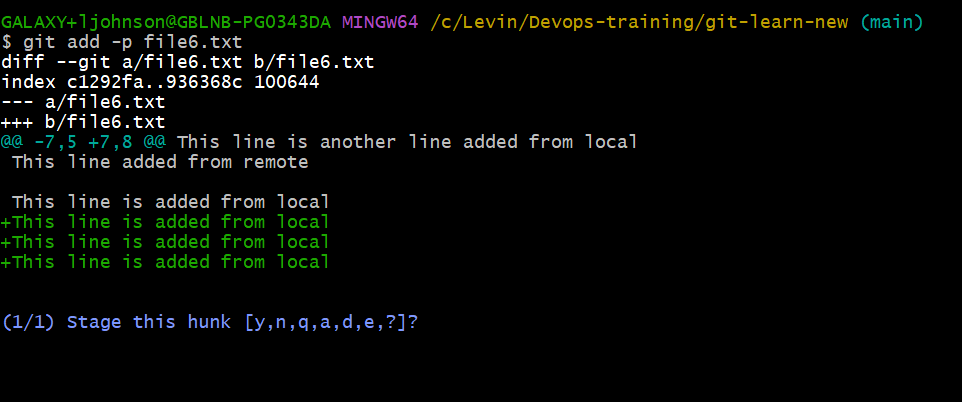 GALAXY+ljohnson@GBLNB-PG0343DA MINGW64 /c/Levin/Devops-training/git-learn-new (main)
$ git add -p file6.txt
diff --git a/file6.txt b/file6.txt
index c1292fa..936368c 100644
--- a/file6.txt
+++ b/file6.txt
@@ -7,5 +7,8 @@ This line is another line added from local
 This line added from remote

 This line is added from local
+This line is added from local
+This line is added from local
+This line is added from local


(1/1) Stage this hunk [y,n,q,a,d,e,?]?